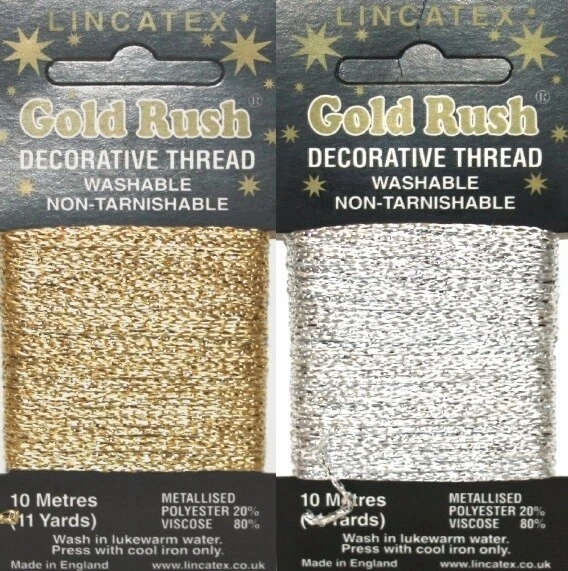 LINCATEX
Gold Rush®
DECORATIVE THREAD
WASHABLE
NON-TARNISHABLE
10 Metres
(11 Yards)
METALLISED
POLYESTER 20%
VISCOSE 80%
Wash in lukewarm water.
Press with cool iron only.
Made in England www.lincatex.co.uk
LINCATEX
Gold Rush®
DECORATIVE THREAD
WASHABLE
NON-TARNISHABLE
10 Metres
Yards)
METALLISED
POLYESTER 20%
VISCOSE 80%
Wash in lukewarm water.
Press with cool iron only.
Made in England www.lincatex.co.uk